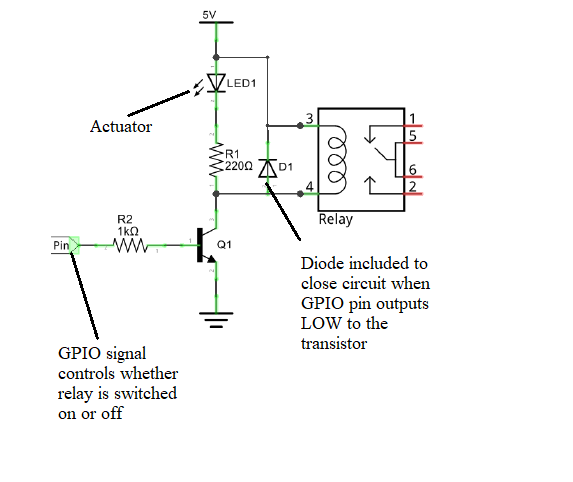 5V
LED1
Actuator
3
1
5
R1
220Ω
D1
6
4
2
Relay
R2
1kΩ
Pin
1
Q1
Diode included to
close circuit when
GPIO pin outputs
LOW to the
transistor
GPIO signal
controls whether
relay is switched
on or off